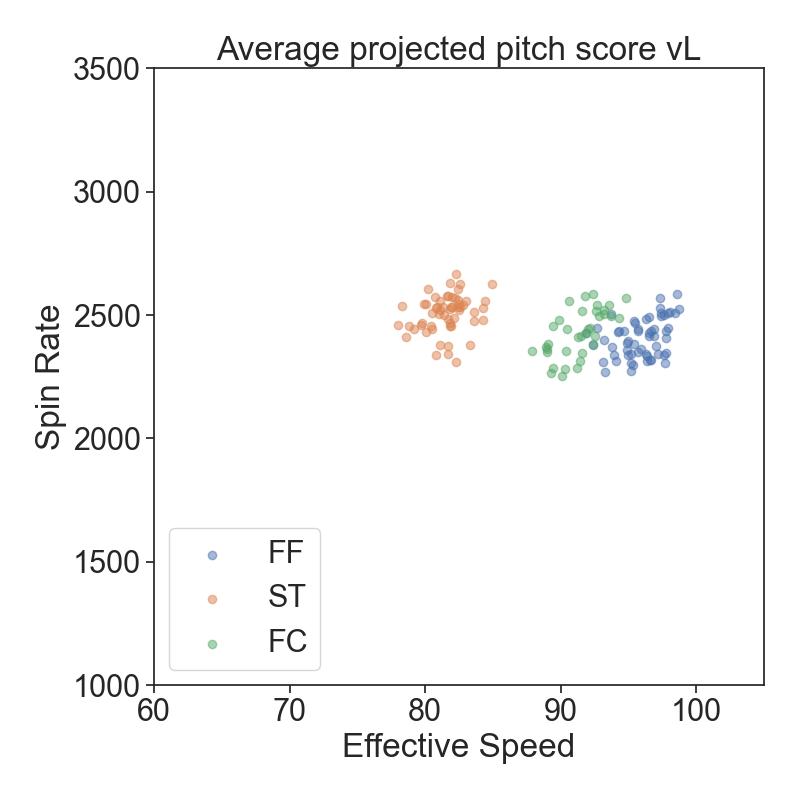 Average projected pitch score vL
3500
3000
2500
2000
1500
1000
Spin Rate
FF
ST
FC
60 70 80 90 100
Effective Speed